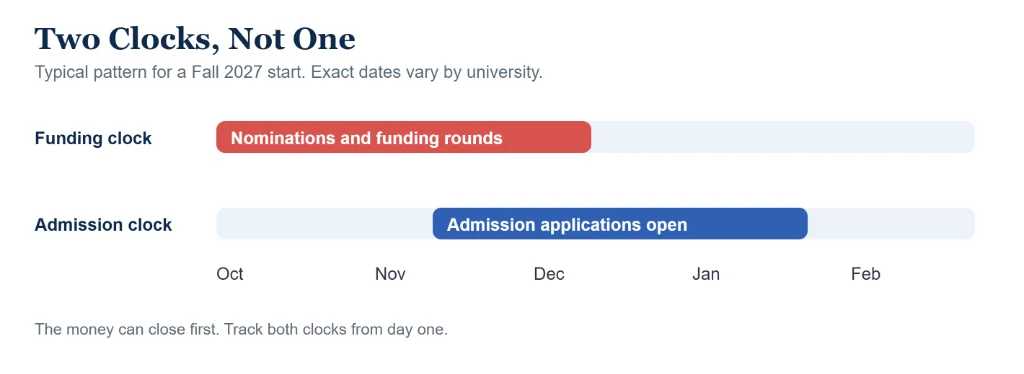 Two Clocks, Not One
Typical pattern for a Fall 2027 start. Exact dates vary by university.
Funding clock
Nominations and funding rounds
Admission clock
Admission applications open
Oct Nov Dec Jan Feb
The money can close first. Track both clocks from day one.